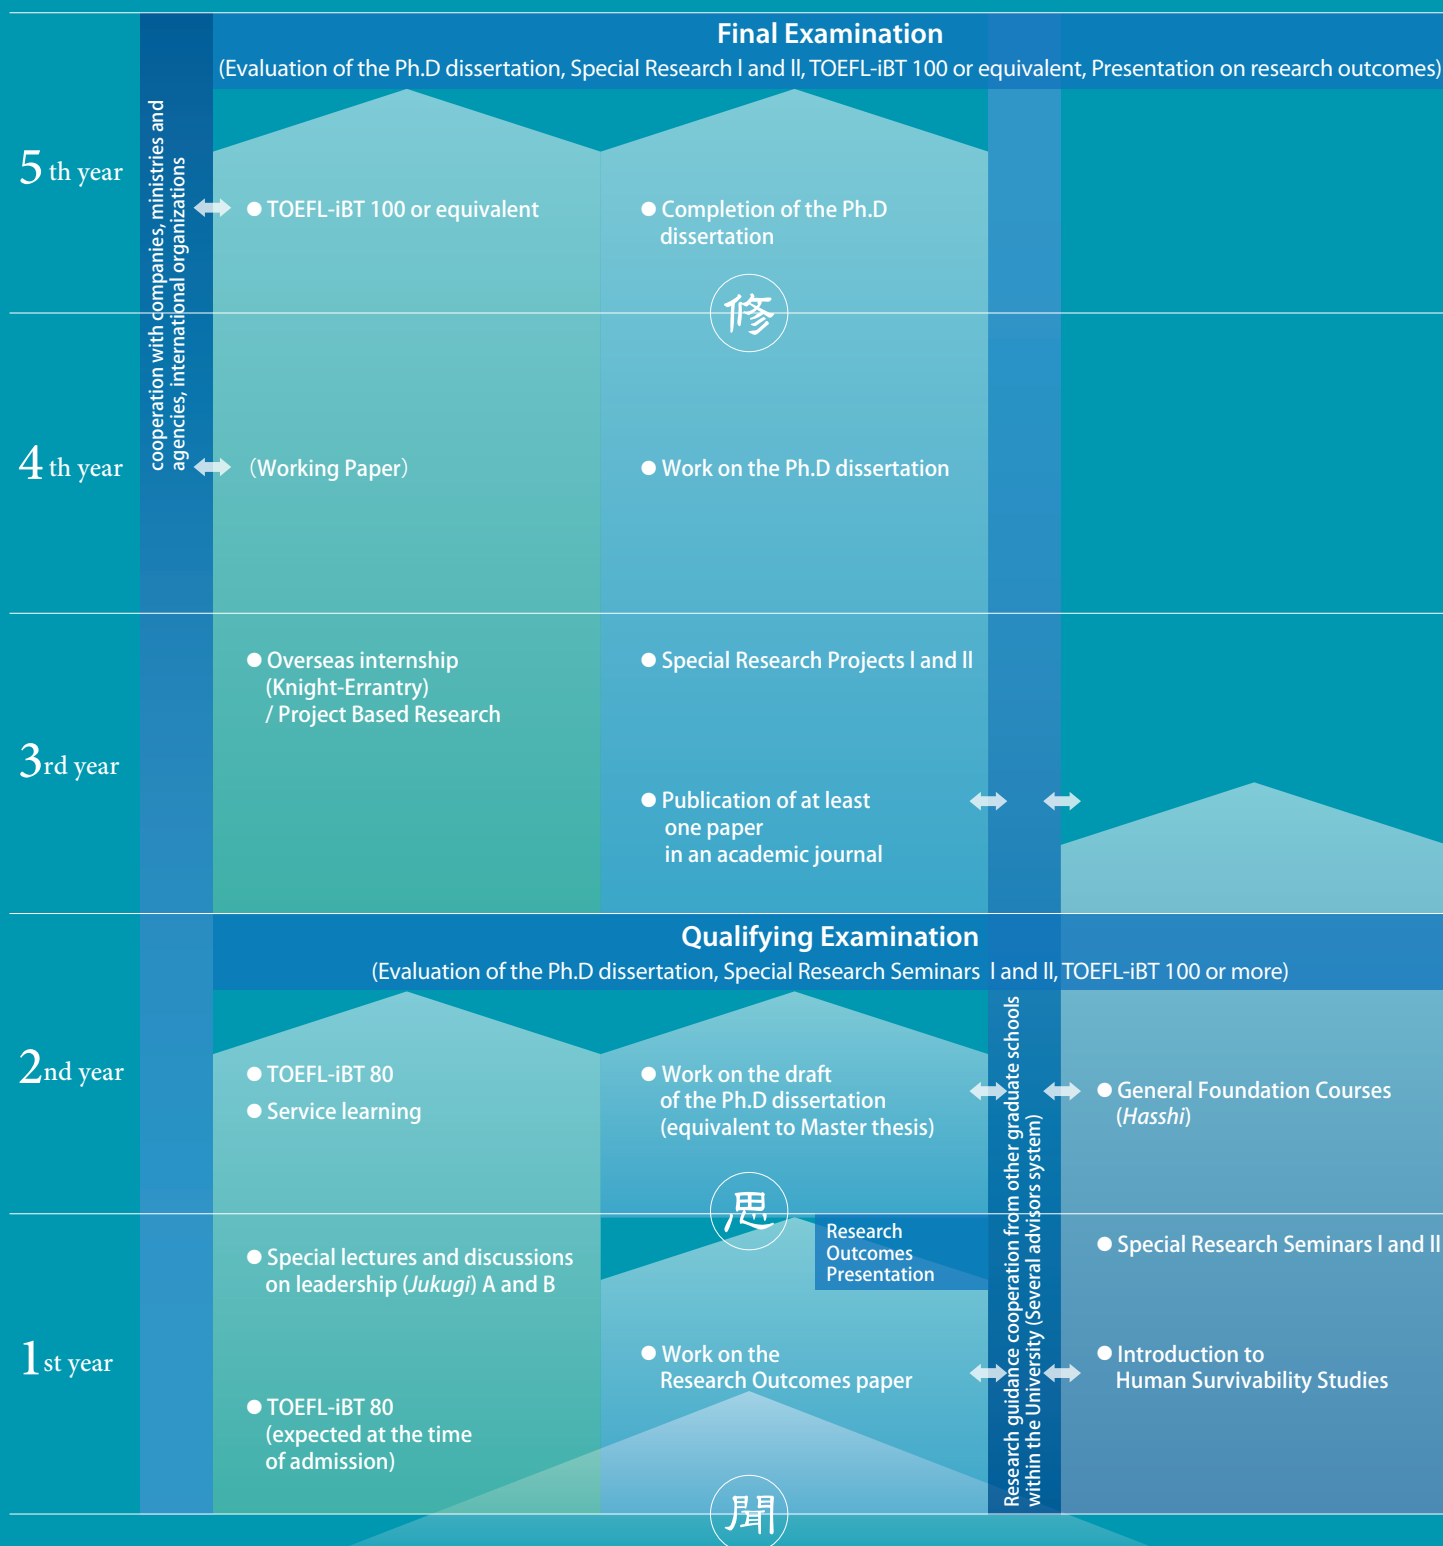 Final Examination
(Evaluation of the Ph.D dissertation, Special Research Ⅰ and Ⅱ, TOEFL-iBT 100 or equivalent, Presentation on research outcomes)
cooperation with companies, ministries and
agencies, international organizations
5 th year
● TOEFL-iBT 100 or equivalent
● Completion of the Ph.D
dissertation
修
4 th year
(Working Paper)
● Work on the Ph.D dissertation
3rd year
● Overseas internship
(Knight-Errantry)
/ Project Based Research
● Special Research Projects Ⅰ and Ⅱ
● Publication of at least
one paper
in an academic journal
Qualifying Examination
(Evaluation of the Ph.D dissertation, Special Research Seminars Ⅰ and Ⅱ, TOEFL-iBT 100 or more)
2nd year
● TOEFL-iBT 80
● Service learning
● Work on the draft
of the Ph.D dissertation
(equivalent to Master thesis)
Research guidance cooperation from other graduate schools
within the University (Several advisors system)
● General Foundation Courses
(Hasshi)
思
1st year
● Special lectures and discussions
on leadership (Jukugi) A and B
● TOEFL-iBT 80
(expected at the time
of admission)
Research
Outcomes
Presentation
● Work on the
Research Outcomes paper
● Special Research Seminars Ⅰ and Ⅱ
● Introduction to
Human Survivability Studies
聞